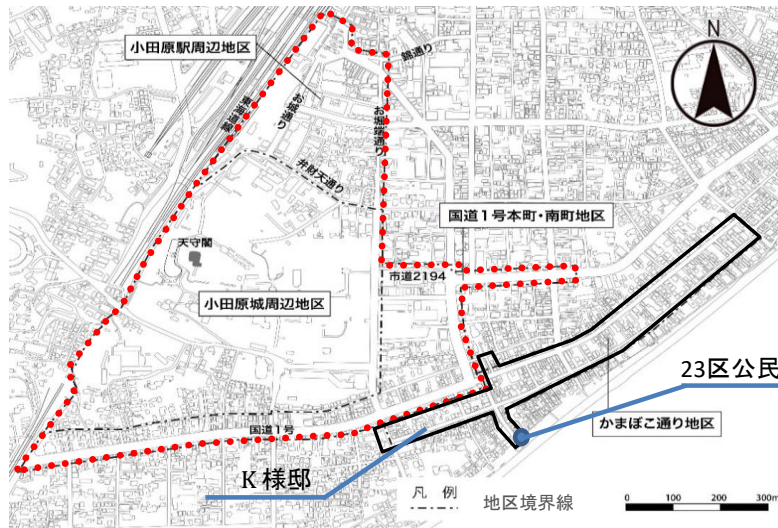 小田原駅周辺地区
錦通り
N
お城通り
東海道線
お堀端通り
弁財天通り
国道1号本町・南町地区
天守閣
市道2194
小田原城周辺地区
23区公民
かまぼこ通り地区
国道1号
K 様邸
凡 例
地区境界線
0 100 200 300m